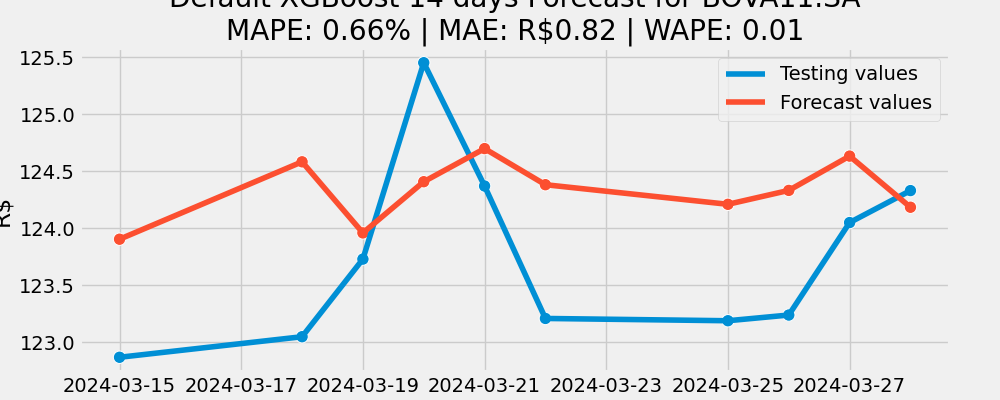 Default XGBoost 14 days Forecast for BOVA11.SA
MAPE: 0.66% | MAE: R$0.82 | WAPE: 0.01
125.5
125.0
124.5
124.0
123.5
123.0
R$
Testing values
Forecast values
2024-03-15 2024-03-17 2024-03-19 2024-03-21 2024-03-23 2024-03-25 2024-03-27